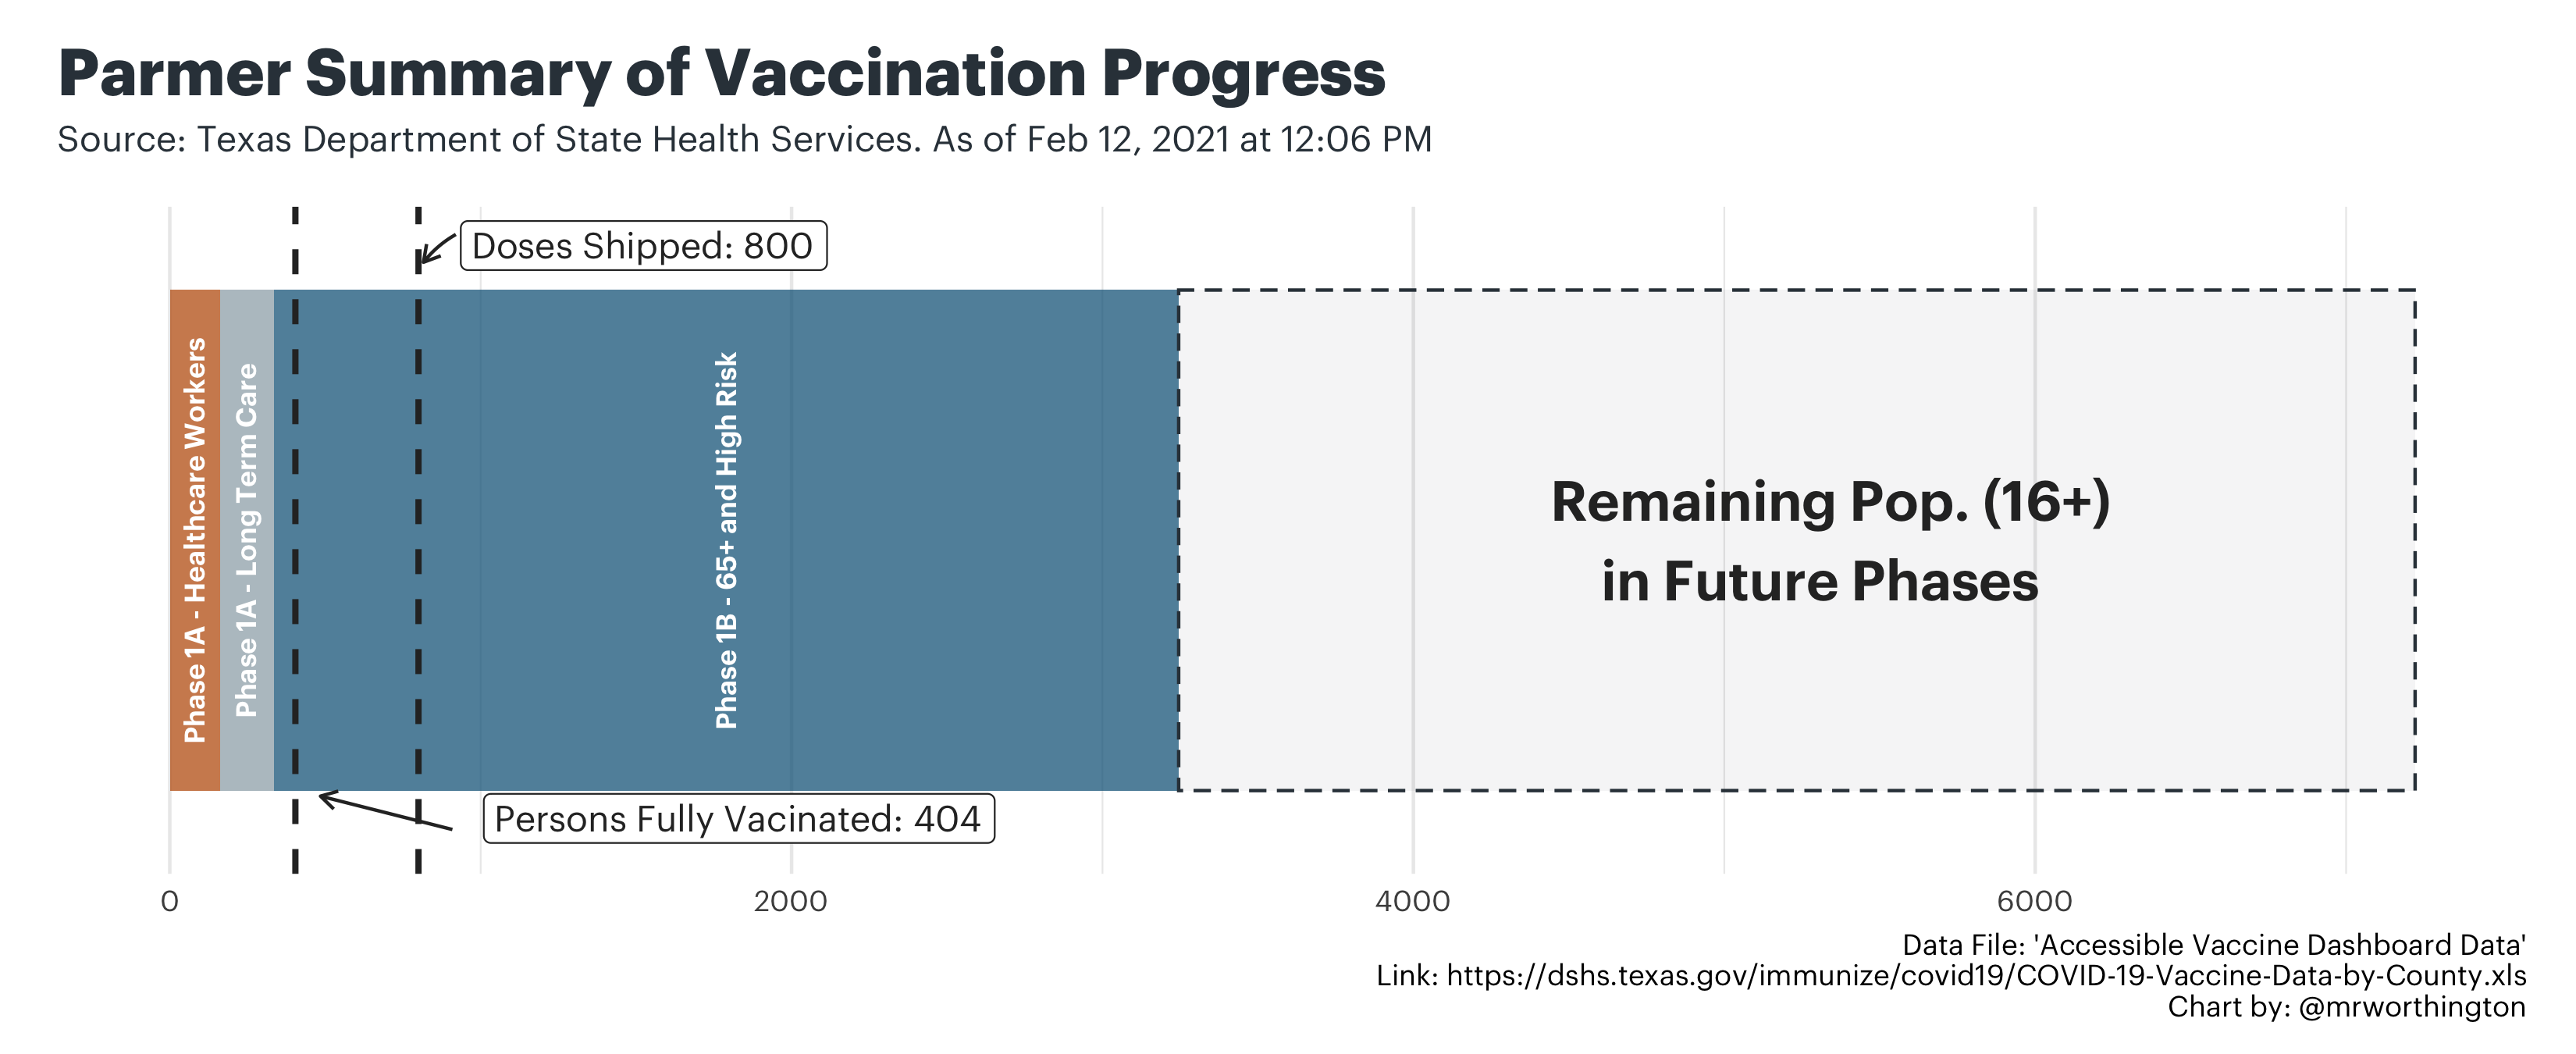 Parmer Summary of Vaccination Progress
Source: Texas Department of State Health Services. As of Feb 12, 2021 at 12:06 PM
Doses Shipped: 800
Phase 1A - Healthcare Workers
Phase 1A - Long Term Care
Phase 1B - 65+ and High Risk
Remaining Pop. (16+)
in Future Phases
Persons Fully Vacinated: 404
0 2000 4000 6000
Data File: 'Accessible Vaccine Dashboard Data'
Link: https://dshs.texas.gov/immunize/covid19/COVID-19-Vaccine-Data-by-County.xls
Chart by: @mrworthington